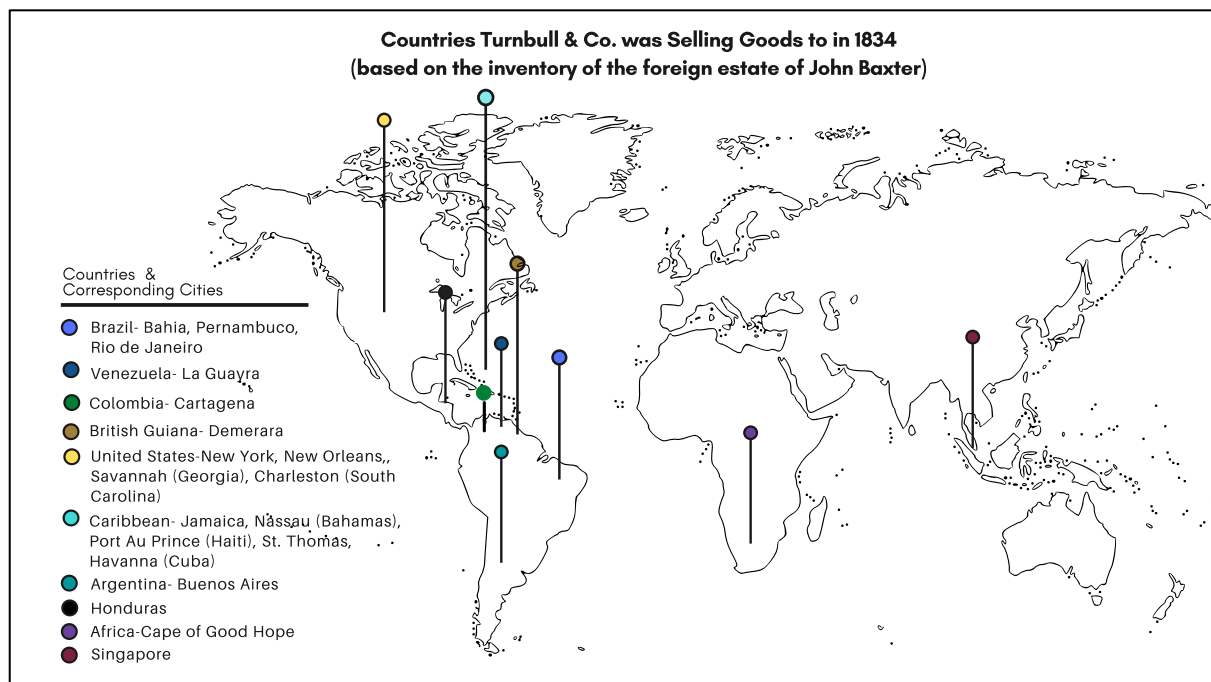 Countries Turnbull & Co. was Selling Goods to in 1834
(based on the inventory of the foreign estate of John Baxter)
Countries &
Corresponding Cities
Brazil- Bahia, Pernambuco,
Rio de Janeiro
Venezuela- La Guayra
Colombia- Cartagena
British Guiana- Demerara
United States-New York, New Orleans,,
Savannah (Georgia), Charleston (South
Carolina)
Caribbean- Jamaica, Nassau (Bahamas),
Port Au Prince (Haiti), St. Thomas,
Havanna (Cuba)
Argentina- Buenos Aires
Honduras
Africa-Cape of Good Hope
Singapore